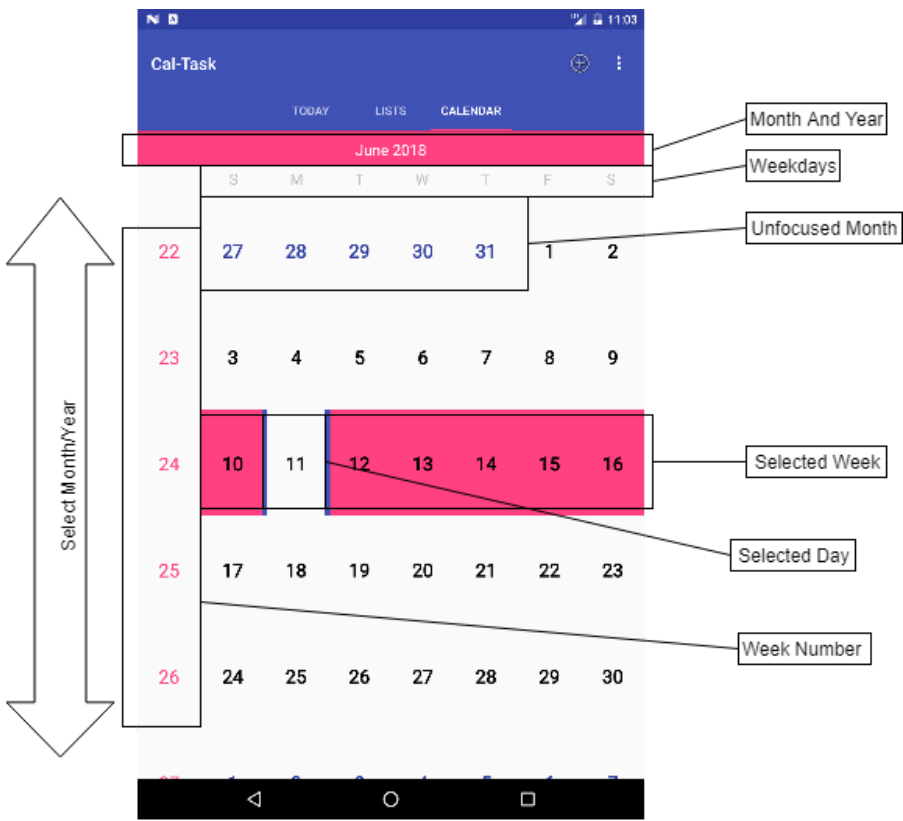 11:03
Cal-Task
TODAY LISTS CALENDAR
Month And Year
June 2018
Weekdays
S M T W T F S
Unfocused Month
22 27 28 29 30 31 1 2
23 3 4 5 6 7 8 9
Select Month/Year
24 10 11 12 13 14 15 16
Selected Week
Selected Day
25 17 18 19 20 21 22 23
Week Number
26 24 25 26 27 28 29 30